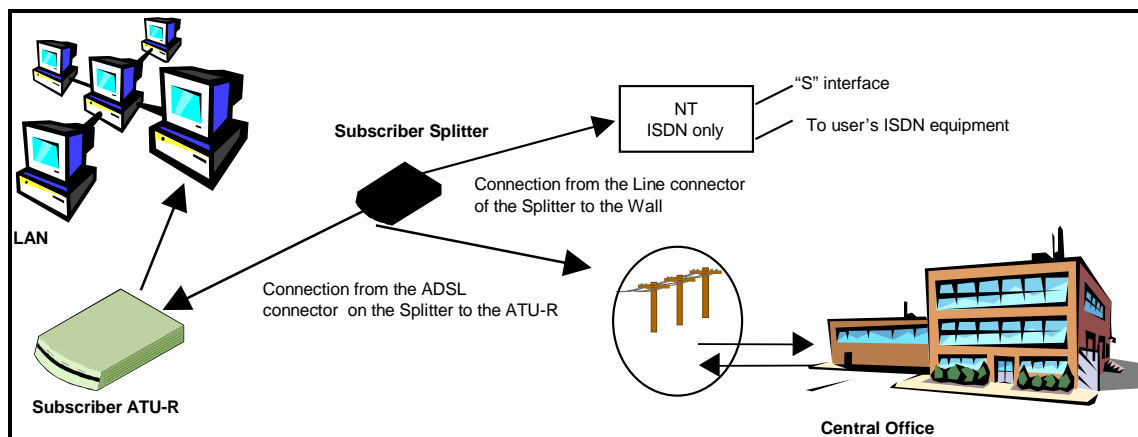 “S” interface
NT
ISDN only
To user’s ISDN equipment
Subscriber Splitter
Connection from the Line connector
of the Splitter to the Wall
LAN
Connection from the ADSL
connector on the Splitter to the ATU-R
Subscriber ATU-R
Central Office